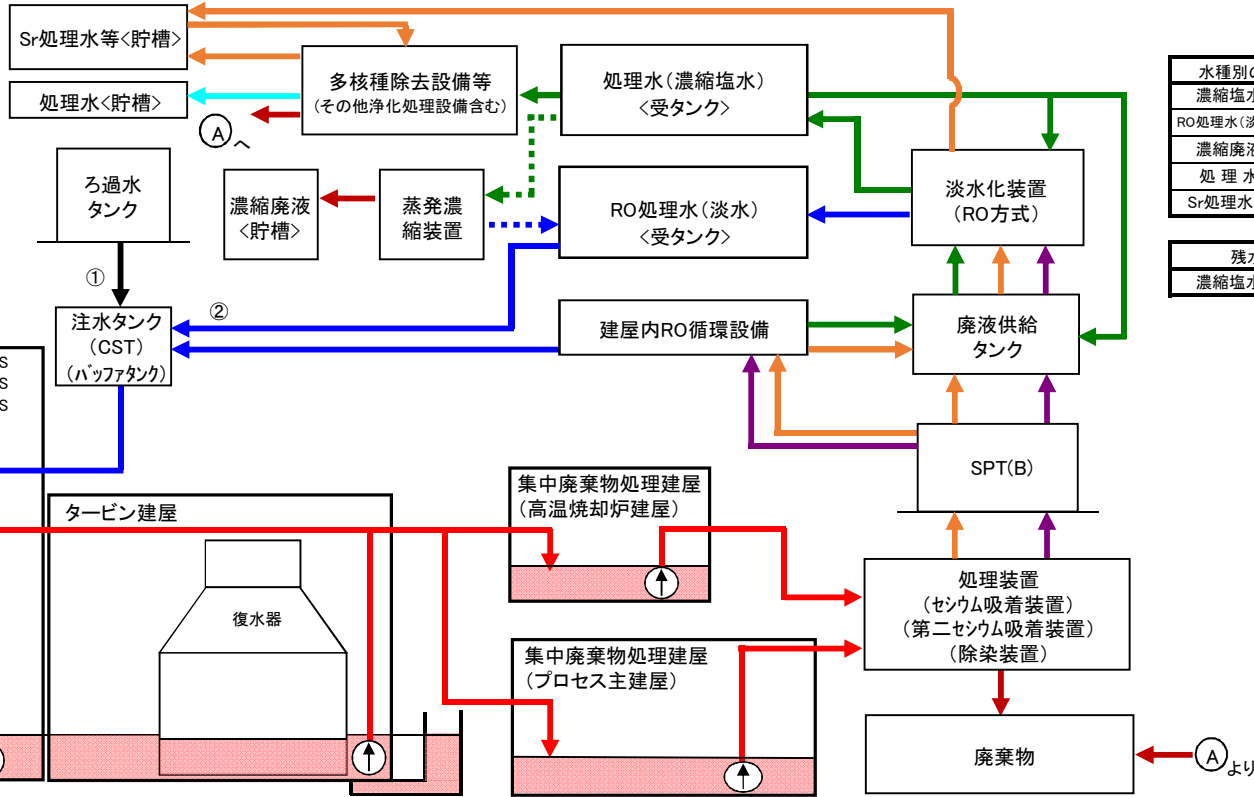 Sr処理水等<貯槽>
処理水<貯槽>
多核種除去設備等
(その他浄化処理設備含む)
Ⓐへ
処理水(濃縮塩水)
<受タンク>
ろ過水
タンク
濃縮廃液
<貯槽>
蒸発濃
縮装置
RO処理水(淡水)
<受タンク>
淡水化装置
(RO方式)
①
②
注水タンク
(CST)
(バッファタンク)
建屋内RO循環設備
廃液供給
タンク
SPT(B)
S
S
S
タービン建屋
復水器
集中廃棄物処理建屋
(高温焼却炉建屋)
集中廃棄物処理建屋
(プロセス主建屋)
処理装置
(セシウム吸着装置)
(第二セシウム吸着装置)
(除染装置)
廃棄物
Ⓐより
水種別の
濃縮塩水
RO処理水(淡
濃縮廃液
処 理 水
Sr処理水
残水
濃縮塩水